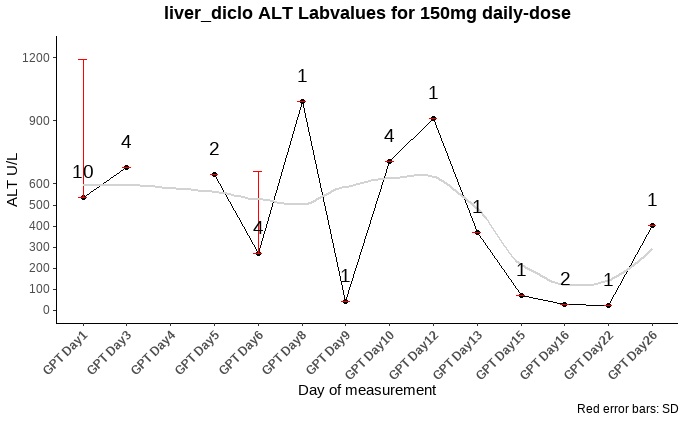 liver_diclo ALT Labvalues for 150mg daily-dose
ALT U/L
1200
900
600
500
400
300
200
100
0
10
4
2
4
1
1
4
1
1
1
2
1
1
GPT Day1
GPT Day3
GPT Day4
GPT Day5
GPT Day6
GPT Day8
GPT Day9
GPT Day10
GPT Day12
GPT Day13
GPT Day15
GPT Day16
GPT Day22
GPT Day26
Day of measurement
Red error bars: SD